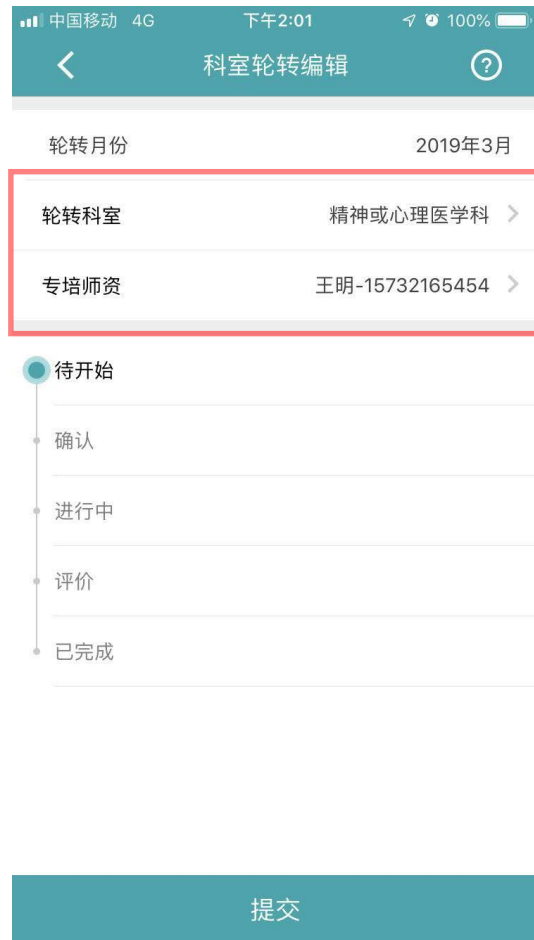 中国移动 4G 下午2:01 100%
科室轮转编辑 ?
轮转月份 2019年3月
轮转科室 精神或心理医学科
专培师资 王明-15732165454
待开始
确认
进行中
评价
已完成
提交